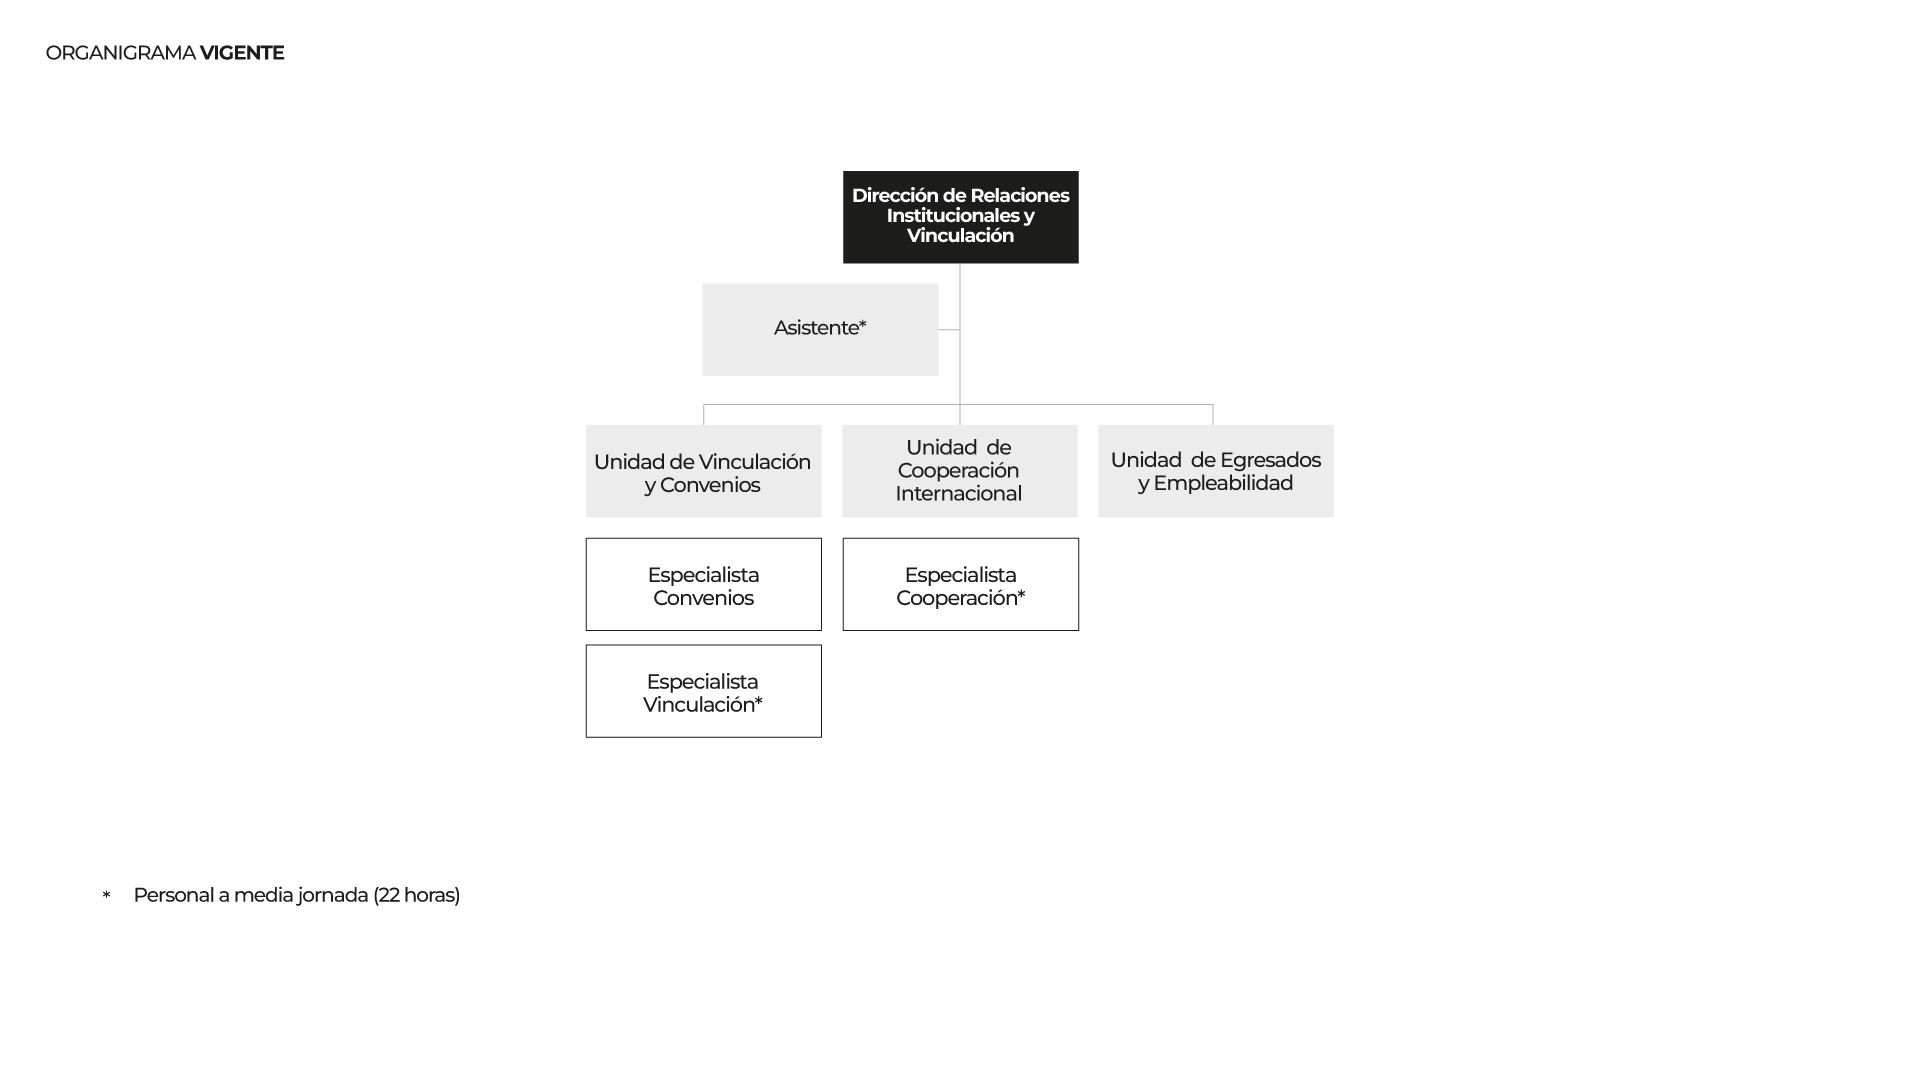 ORGANIGRAMA VIGENTE
Dirección de Relaciones
Institucionales y
Vinculación
Asistente*
Unidad de Vinculación
y Convenios
Unidad de
Cooperación
Internacional
Unidad de Egresados
y Empleabilidad
Especialista
Convenios
Especialista
Cooperación*
Especialista
Vinculación*
* Personal a media jornada (22 horas)